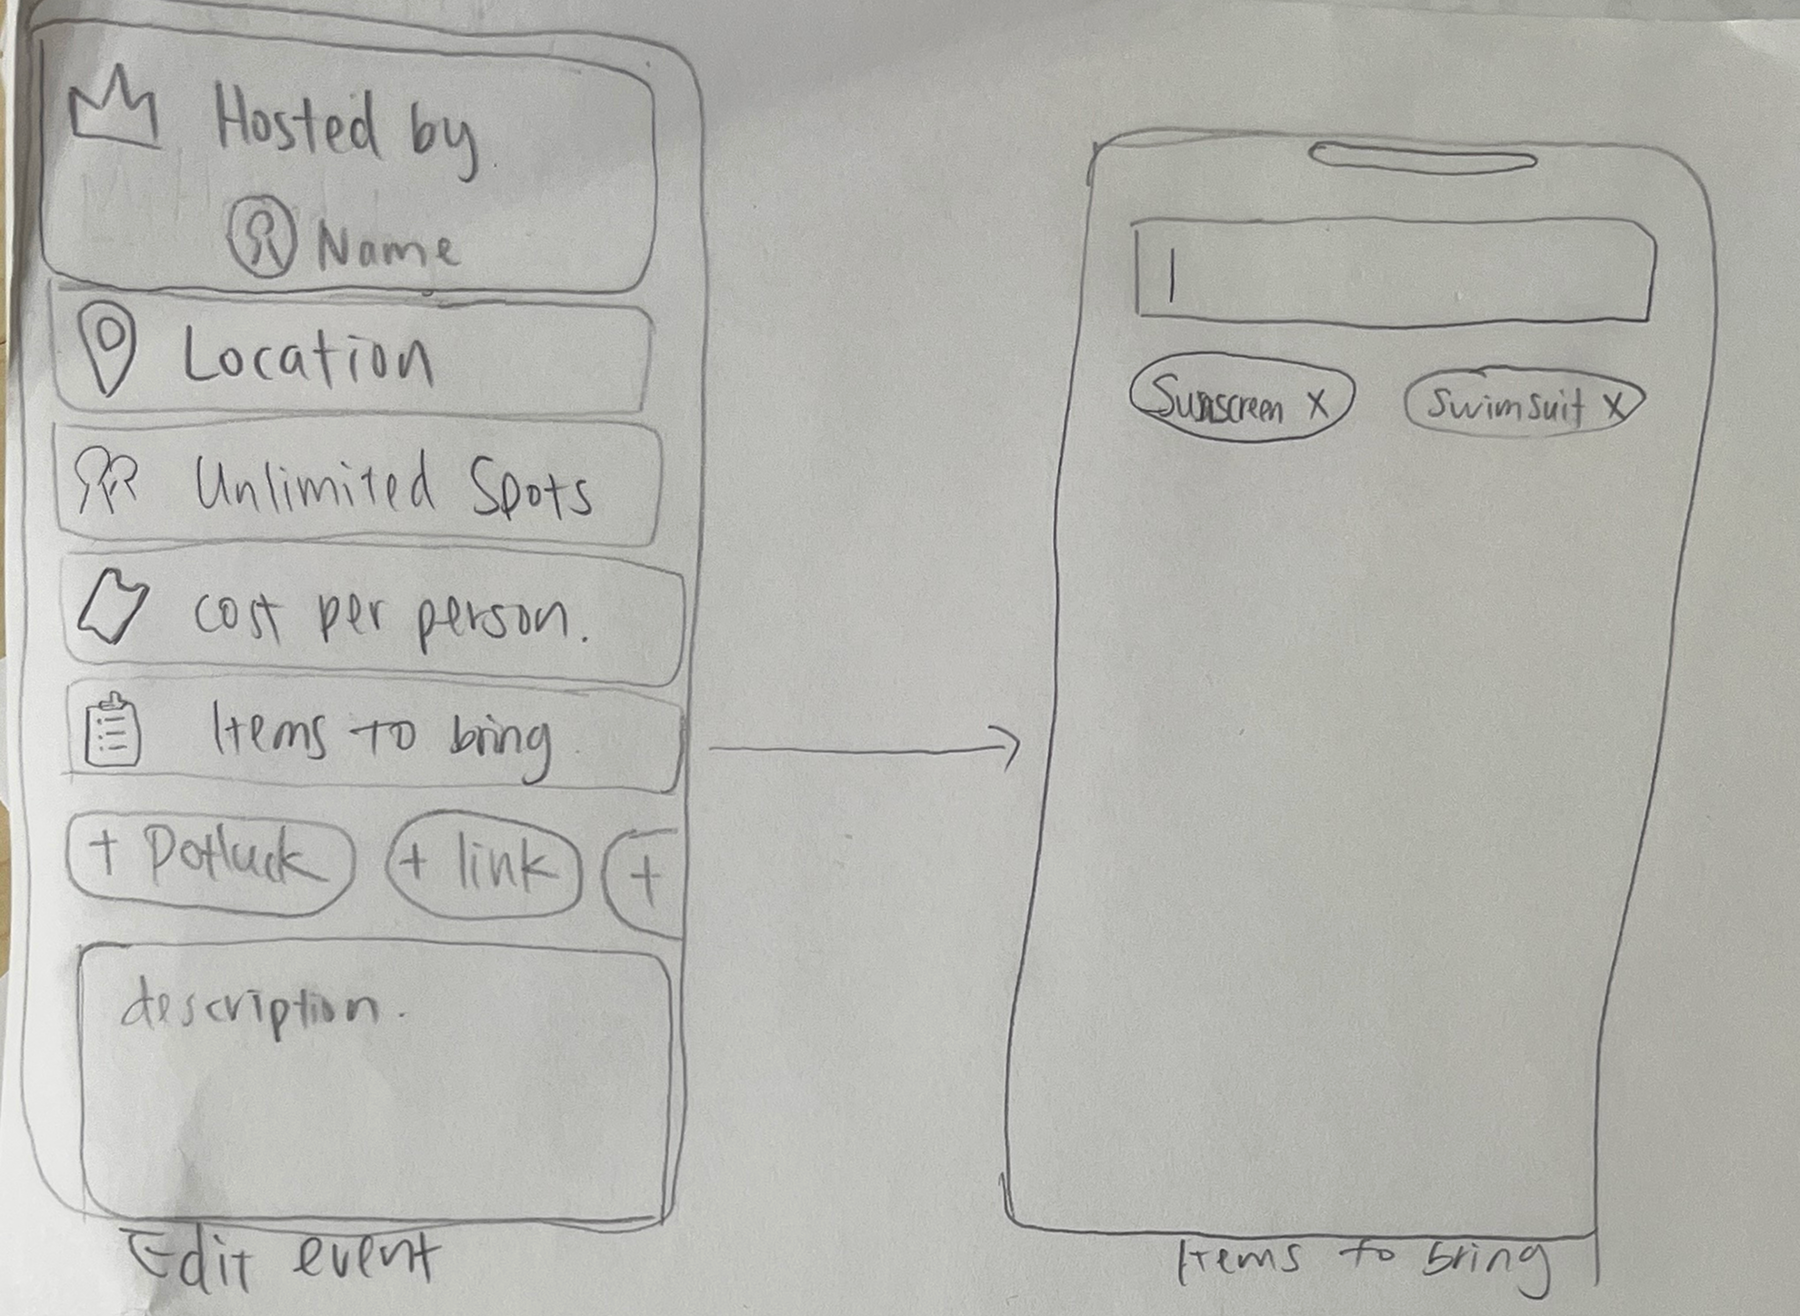 Hosted by
Name
Location
Unlimited Spots
cost per person.
Items to bring
+ Potluck + link +
description.
Edit event
Sunscreen X Swimsuit X
Items to bring